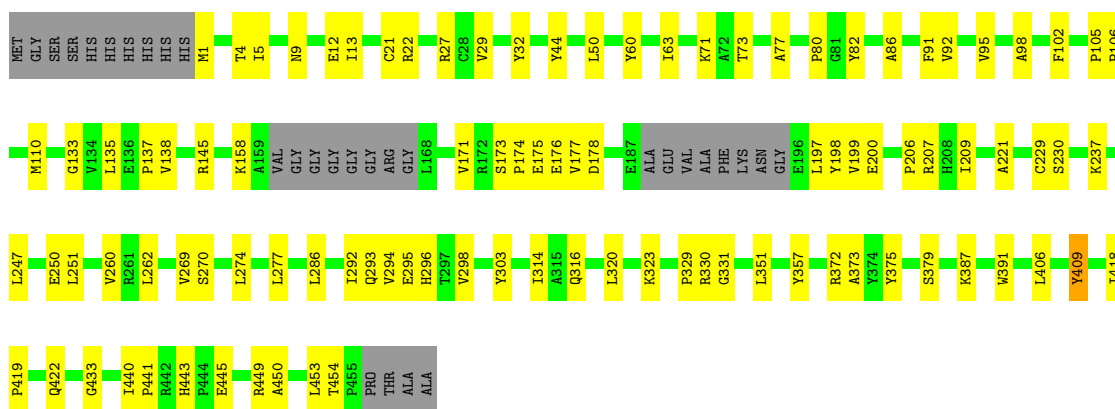 MET GLY SER SER HIS HIS HIS HIS HIS HIS M1 T4 I5 N9 E12 I13 C21 R22 R27 C28 V29 Y32 Y44 L50 Y60 I63 K71 A72 T73 A77 P80 G81 Y82 A86 F91 V92 V95 A98 F102 P105
M110 G133 V134 L135 E136 P137 V138 R145 K158 A159 VAL GLY GLY GLY GLY ARG GLY L168 V171 R172 S173 P174 E175 E176 V177 D178 E187 ALA GLU VAL ALA PHE LYS ASN GLY E196 L197 Y198 V199 E200 P206 R207 H208 I209 A221 C229 S230 K237
L247 E250 L251 V260 R261 L262 V269 S270 L274 L277 L286 I292 Q293 V294 E295 H296 T297 V298 Y303 I314 A315 Q316 L320 K323 P329 R330 G331 L351 Y357 R372 A373 Y374 Y375 S379 K387 W391 L406 Y409
P419 Q422 G433 I440 P441 R442 H443 P444 E445 R449 A450 L453 T454 P455 PRO THR ALA ALA